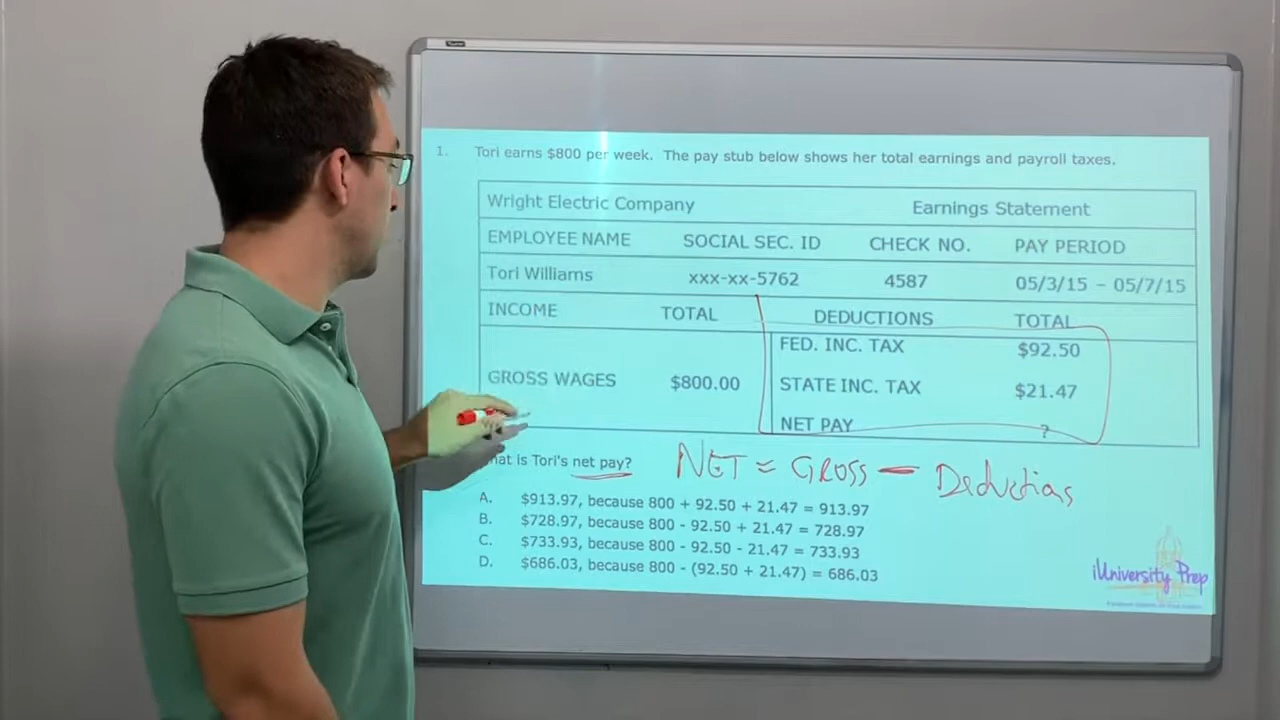 1. Tori earns $800 per week. The pay stub below shows her total earnings and payroll taxes.
Wright Electric Company Earnings Statement
EMPLOYEE NAME SOCIAL SEC. ID CHECK NO. PAY PERIOD
Tori Williams xxx-xx-5762 4587 05/3/15 – 05/7/15
INCOME TOTAL DEDUCTIONS TOTAL
FED. INC. TAX $92.50
GROSS WAGES $800.00 STATE INC. TAX $21.47
NET PAY ?
is Tori's net pay? NET = GROSS - Deductions
A. $913.97, because 800 + 92.50 + 21.47 = 913.97
B. $728.97, because 800 - 92.50 + 21.47 = 728.97
C. $733.93, because 800 - 92.50 - 21.47 = 733.93
D. $686.03, because 800 - (92.50 + 21.47) = 686.03
iUniversity Prep